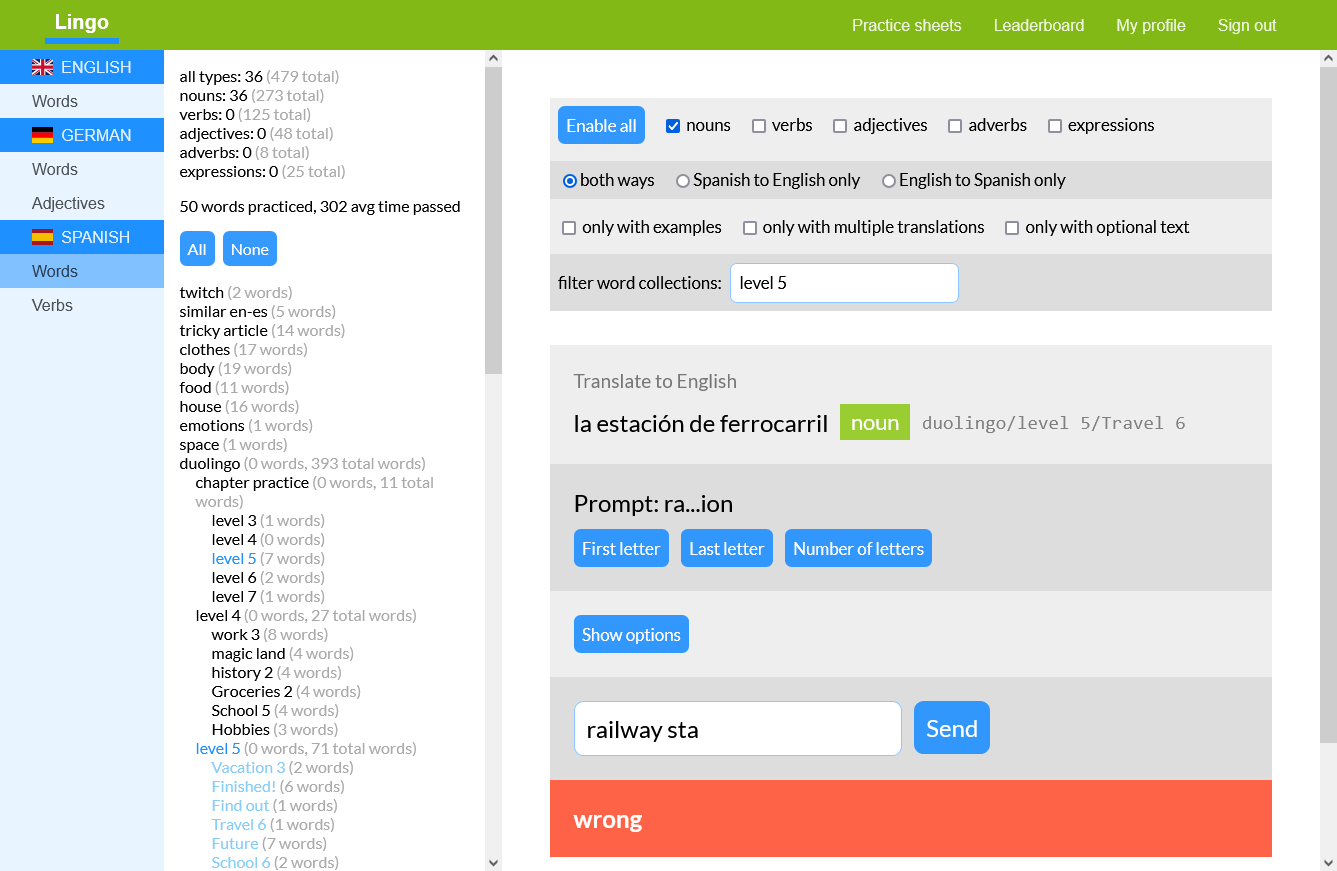 Lingo
Practice sheets Leaderboard My profile Sign out
ENGLISH
Words
GERMAN
Words
Adjectives
SPANISH
Words
Verbs
all types: 36 (479 total)
nouns: 36 (273 total)
verbs: 0 (125 total)
adjectives: 0 (48 total)
adverbs: 0 (8 total)
expressions: 0 (25 total)
50 words practiced, 302 avg time passed
All None
twitch (2 words)
similar en-es (5 words)
tricky article (14 words)
clothes (17 words)
body (19 words)
food (11 words)
house (16 words)
emotions (1 words)
space (1 words)
duolingo (0 words, 393 total words)
chapter practice (0 words, 11 total
words)
level 3 (1 words)
level 4 (0 words)
level 5 (7 words)
level 6 (2 words)
level 7 (1 words)
level 4 (0 words, 27 total words)
work 3 (8 words)
magic land (4 words)
history 2 (4 words)
Groceries 2 (4 words)
School 5 (4 words)
Hobbies (3 words)
level 5 (0 words, 71 total words)
Vacation 3 (2 words)
Finished! (6 words)
Find out (1 words)
Travel 6 (1 words)
Future (7 words)
School 6 (2 words)
Enable all nouns verbs adjectives adverbs expressions
both ways Spanish to English only English to Spanish only
only with examples only with multiple translations only with optional text
filter word collections: level 5
Translate to English
la estación de ferrocarril noun duolingo/level 5/Travel 6
Prompt: ra...ion
First letter Last letter Number of letters
Show options
railway sta Send
wrong